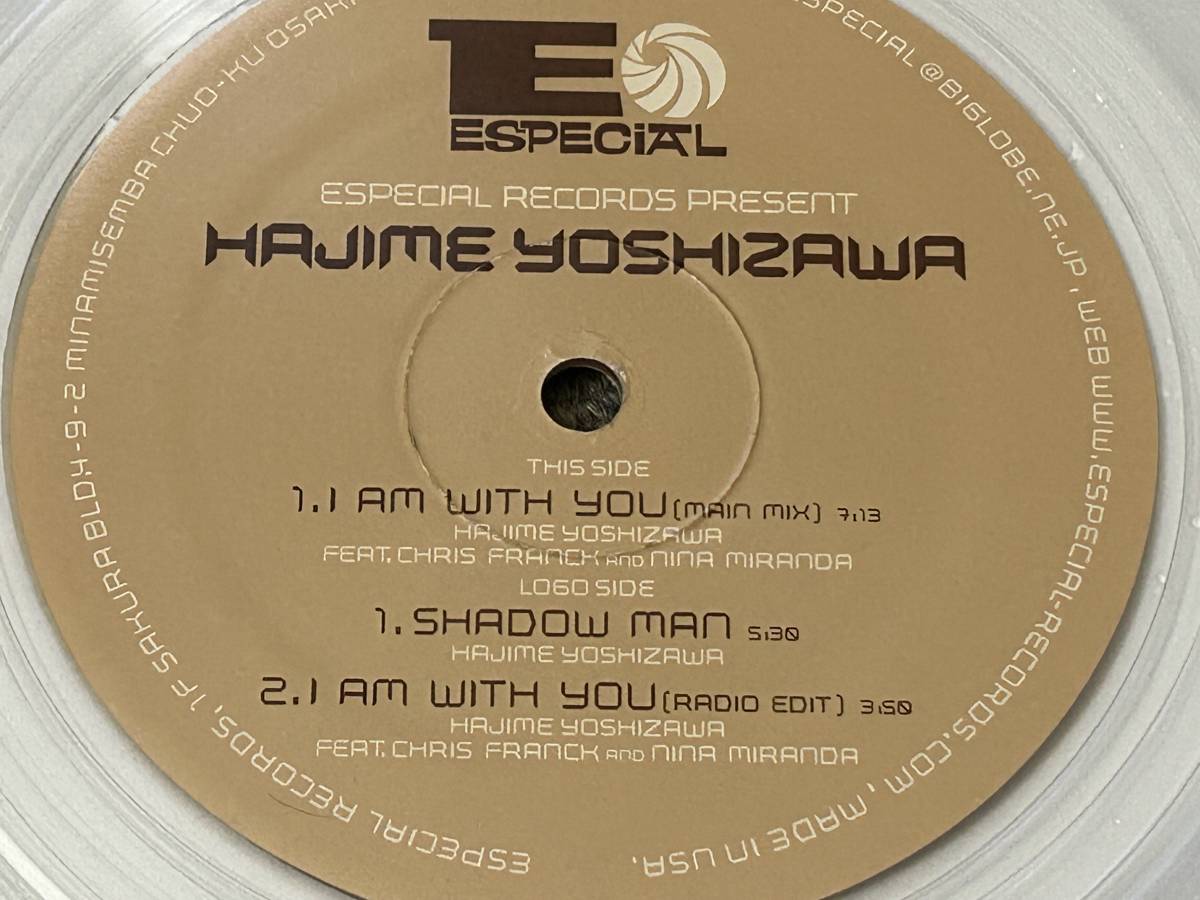 ESPECIAL
ESPECIAL RECORDS PRESENT
HAJIME YOSHIZAWA
THIS SIDE
1. I AM WITH YOU (MAIN MIX) 7:13
HAJIME YOSHIZAWA
FEAT. CHRIS FRANCK AND NINA MIRANDA
LOGO SIDE
1. SHADOW MAN 5:30
HAJIME YOSHIZAWA
2. I AM WITH YOU (RADIO EDIT) 3:50
HAJIME YOSHIZAWA
FEAT. CHRIS FRANCK AND NINA MIRANDA
ESPECIAL RECORDS, 1F SAKURA BLDH-9-2 MINAMISEMBA CHUO-KU OSAKA
ESPECIAL@BIGLOBE.NE.JP, WEB WWW.ESPECIAL-RECORDS.COM, MADE IN USA.